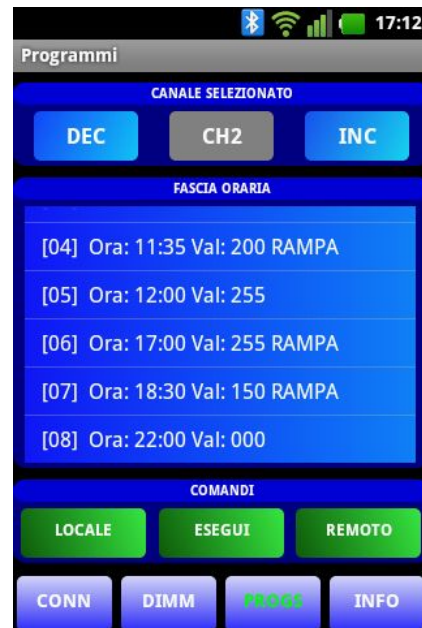 17:12
Programmi
CANALE SELEZIONATO
DEC CH2 INC
FASCIA ORARIA
[04] Ora: 11:35 Val: 200 RAMPA
[05] Ora: 12:00 Val: 255
[06] Ora: 17:00 Val: 255 RAMPA
[07] Ora: 18:30 Val: 150 RAMPA
[08] Ora: 22:00 Val: 000
COMANDI
LOCALE ESEGUI REMOTO
CONN DIMM PROGS INFO